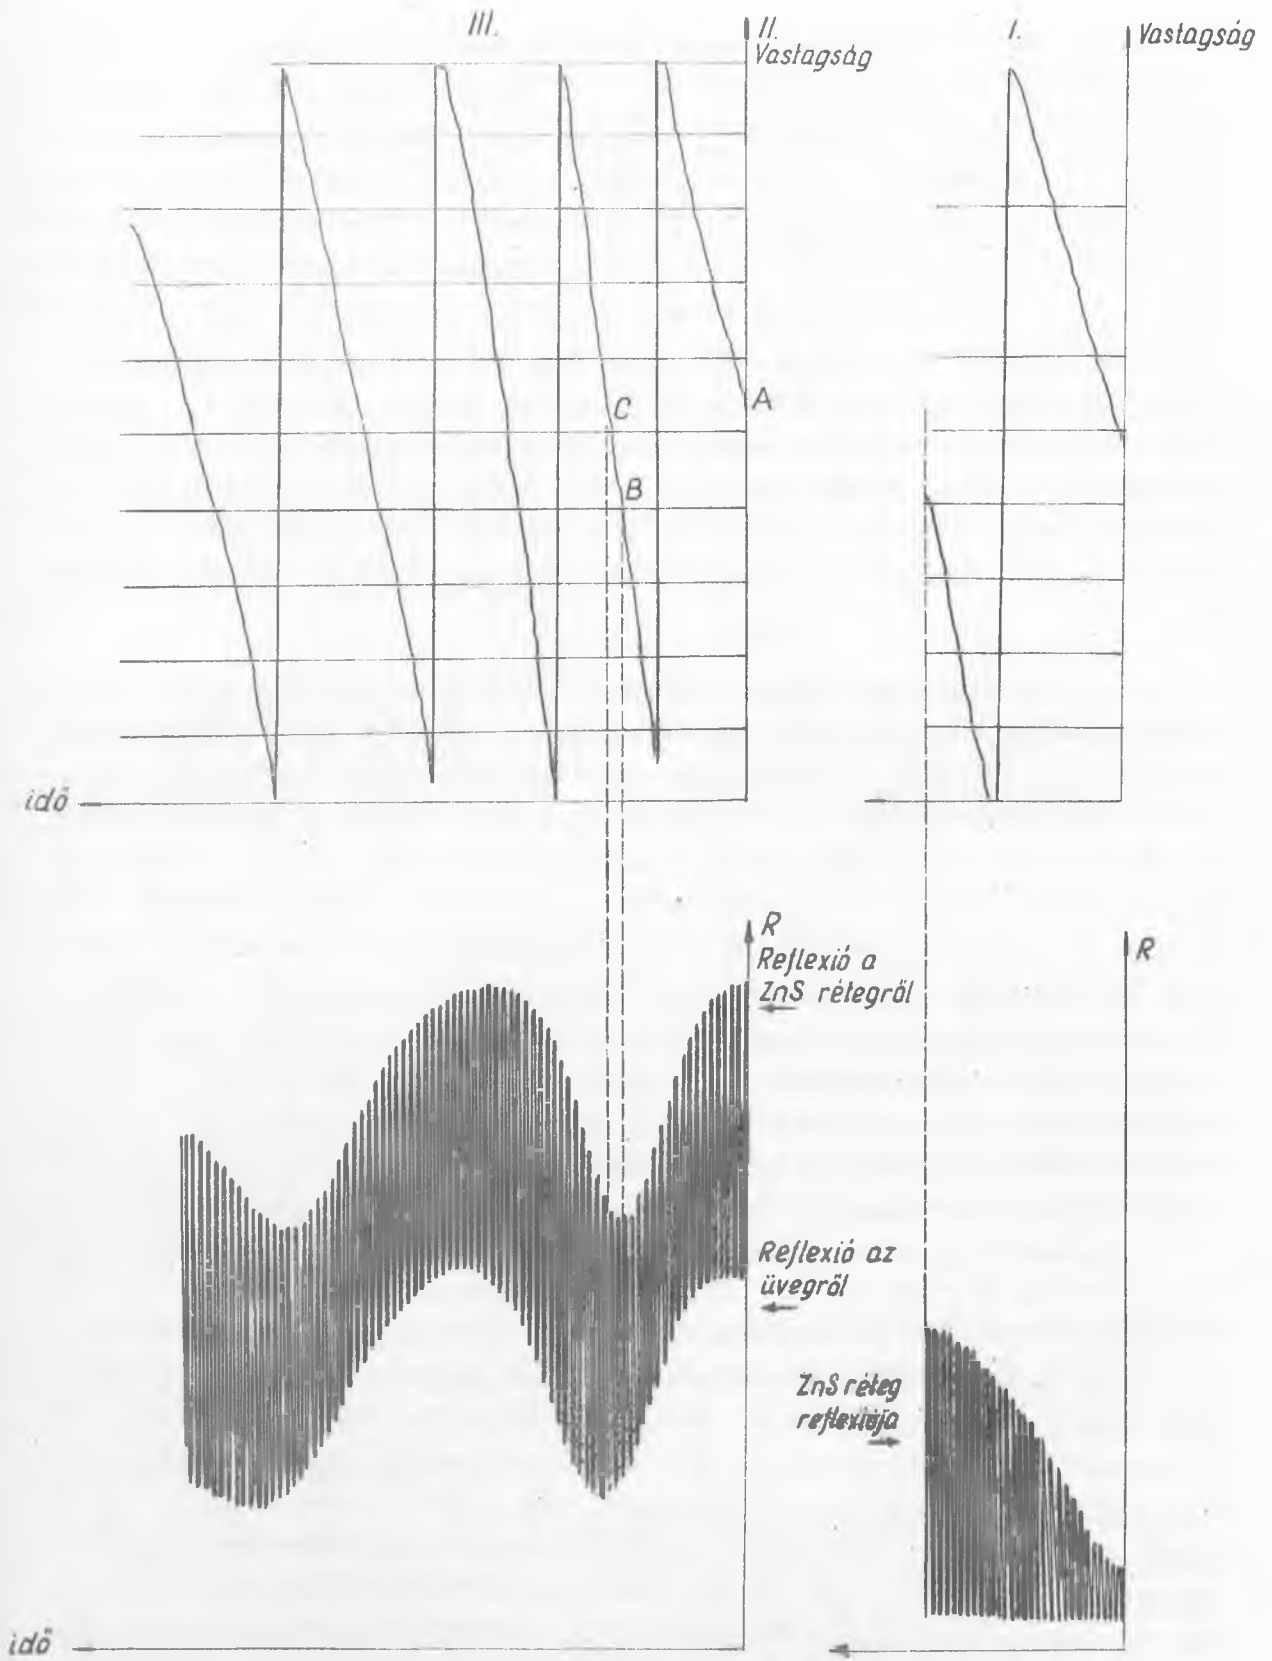 III.
II.
Vastagság
I.
Vastagság
A
C
B
idő
R
Reflexió a
ZnS rétegről
R
Reflexió az
üvegről
ZnS réteg
reflexiója
idő